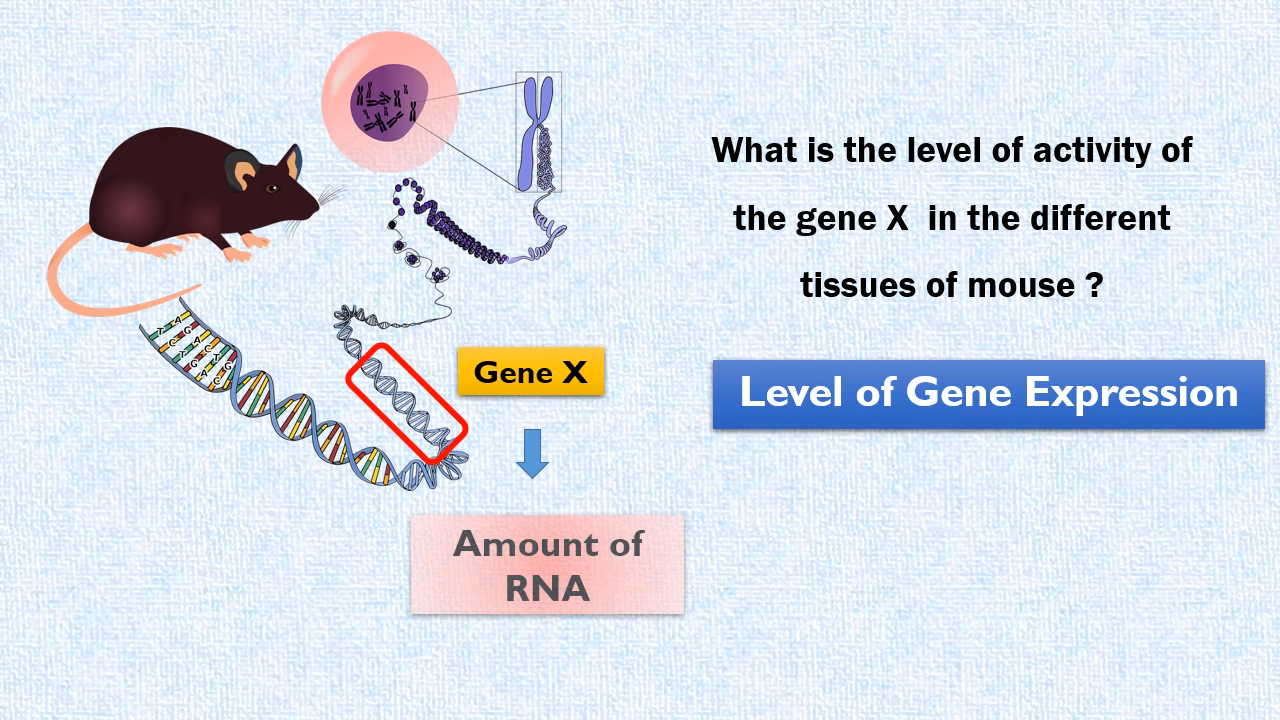 What is the level of activity of
the gene X in the different
tissues of mouse ?
Level of Gene Expression
Gene X
Amount of
RNA